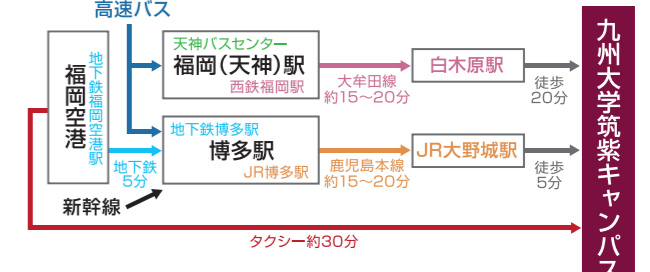 高速バス
福岡空港
地下鉄福岡空港駅
天神バスセンター
福岡(天神)駅
西鉄福岡駅
大牟田線
約15〜20分
白木原駅
徒歩
20分
地下鉄
5分
地下鉄博多駅
博多駅
JR博多駅
鹿児島本線
約15〜20分
JR大野城駅
徒歩
5分
新幹線
タクシー約30分
九州大学筑紫キャンパス